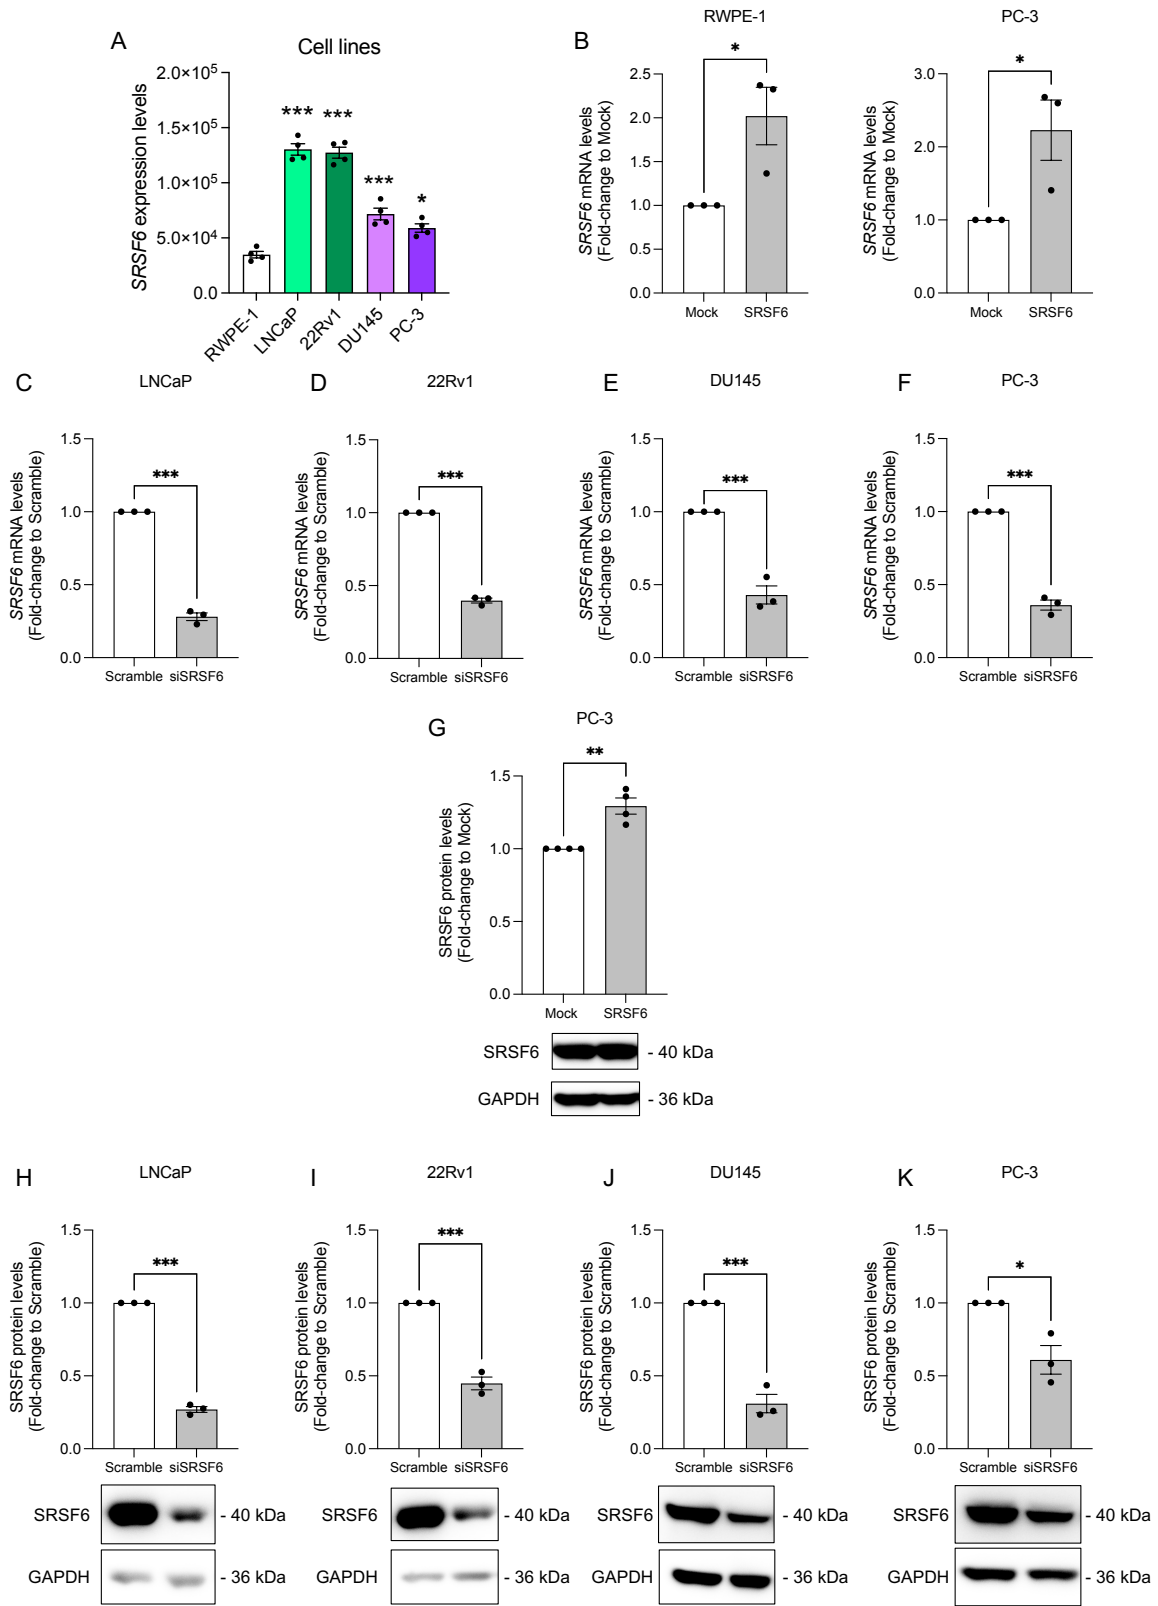 A
Cell lines
SRSF6 expression levels
2.0×10⁵
1.5×10⁵
1.0×10⁵
5.0×10⁴
0.0
***
***
***
*
RWPE-1
LNCaP
22Rv1
DU145
PC-3
B
RWPE-1
SRSF6 mRNA levels
(Fold-change to Mock)
2.5
2.0
1.5
1.0
0.5
0.0
*
Mock
SRSF6
PC-3
SRSF6 mRNA levels
(Fold-change to Mock)
3.0
2.0
1.0
0.0
*
Mock
SRSF6
C
LNCaP
SRSF6 mRNA levels
(Fold-change to Scramble)
1.5
1.0
0.5
0.0
***
Scramble siSRSF6
D
22Rv1
SRSF6 mRNA levels
(Fold-change to Scramble)
1.5
1.0
0.5
0.0
***
Scramble siSRSF6
E
DU145
SRSF6 mRNA levels
(Fold-change to Scramble)
1.5
1.0
0.5
0.0
***
Scramble siSRSF6
F
PC-3
SRSF6 mRNA levels
(Fold-change to Scramble)
1.5
1.0
0.5
0.0
***
Scramble siSRSF6
G
PC-3
SRSF6 protein levels
(Fold-change to Mock)
1.5
1.0
0.5
0.0
**
Mock
SRSF6
SRSF6
- 40 kDa
GAPDH
- 36 kDa
H
LNCaP
SRSF6 protein levels
(Fold-change to Scramble)
1.5
1.0
0.5
0.0
***
Scramble siSRSF6
SRSF6
- 40 kDa
GAPDH
- 36 kDa
I
22Rv1
SRSF6 protein levels
(Fold-change to Scramble)
1.5
1.0
0.5
0.0
***
Scramble siSRSF6
SRSF6
- 40 kDa
GAPDH
- 36 kDa
J
DU145
SRSF6 protein levels
(Fold-change to Scramble)
1.5
1.0
0.5
0.0
***
Scramble siSRSF6
SRSF6
- 40 kDa
GAPDH
- 36 kDa
K
PC-3
SRSF6 protein levels
(Fold-change to Scramble)
1.5
1.0
0.5
0.0
*
Scramble siSRSF6
SRSF6
- 40 kDa
GAPDH
- 36 kDa